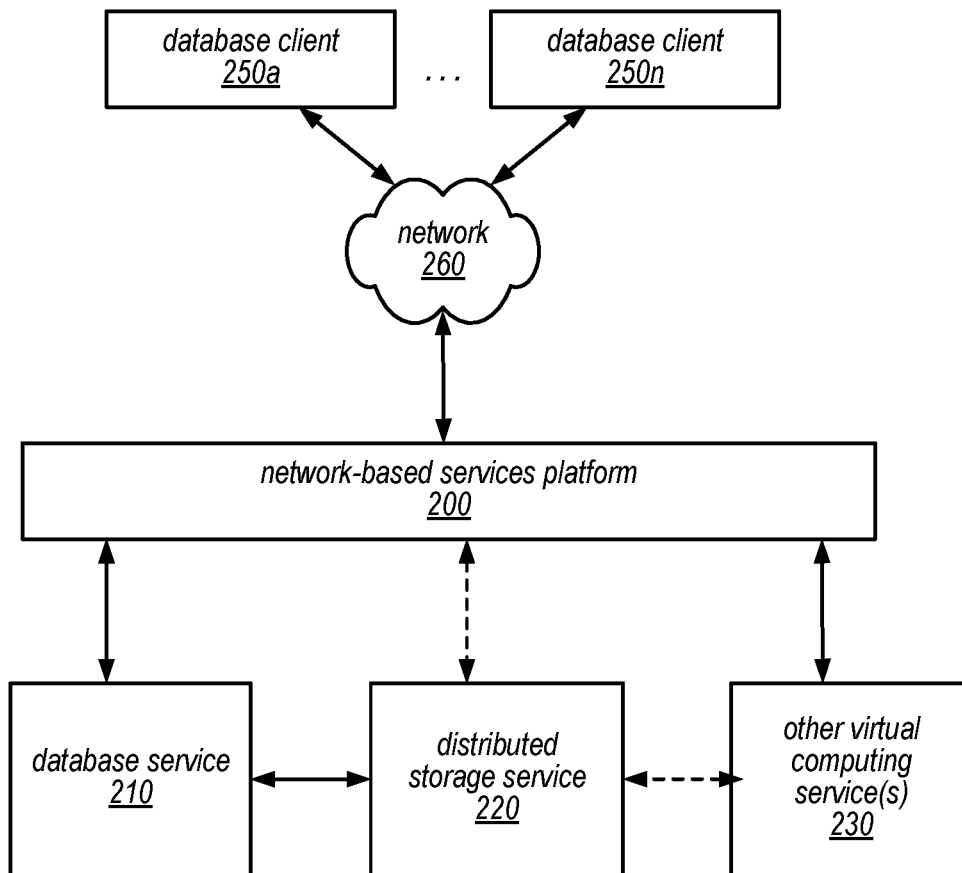 database client
250a
...
database client
250n
network
260
network-based services platform
200
database service
210
distributed
storage service
220
other virtual
computing
service(s)
230